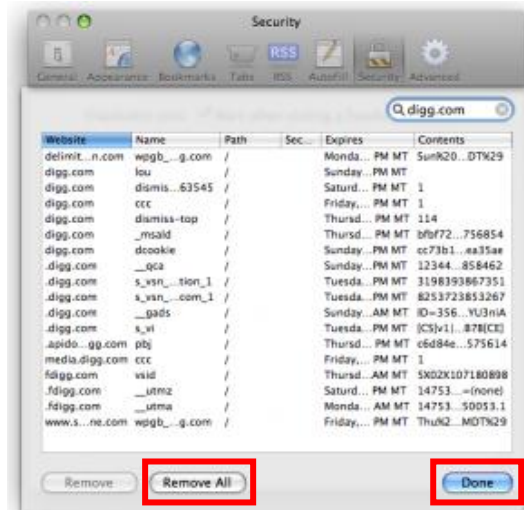 Security
General Appearance Bookmarks Tabs RSS AutoFill Security Advanced
digg.com
Website Name Path Sec... Expires Contents
delimit...n.com wpgb_...g.com / Monda... PM MT Sun%20...DT%29
digg.com lou / Sunday...PM MT
digg.com dismis...63545 / Saturd... PM MT 1
digg.com ccc / Friday,... PM MT 1
digg.com dismiss-top / Thursd... PM MT 114
digg.com _msaid / Thursd... PM MT bfbf72...756854
digg.com dcookie / Sunday...PM MT cc73b1...ea35ae
.digg.com __qca / Sunday...PM MT 12344...858462
.digg.com s_vsn_...tion_1 / Tuesda...PM MT 3198393867351
.digg.com s_vsn_...com_1 / Tuesda...PM MT 8253723853267
.digg.com __gads / Sunday...AM MT ID=356...YU3niA
.digg.com s_vi / Tuesda...PM MT [CS]v1|...B7B[CE]
.apido...gg.com pbj / Thursd... PM MT c6d84e...575614
media.digg.com ccc / Friday,... PM MT 1
fdigg.com vsid / Thursd...AM MT 5X02X107180898
.fdigg.com __utmz / Saturd... PM MT 14753...=(none)
.fdigg.com __utma / Monda... AM MT 14753...50053.1
www.s...ne.com wpgb_...g.com / Friday,... PM MT Thu%2...MDT%29
Remove Remove All Done